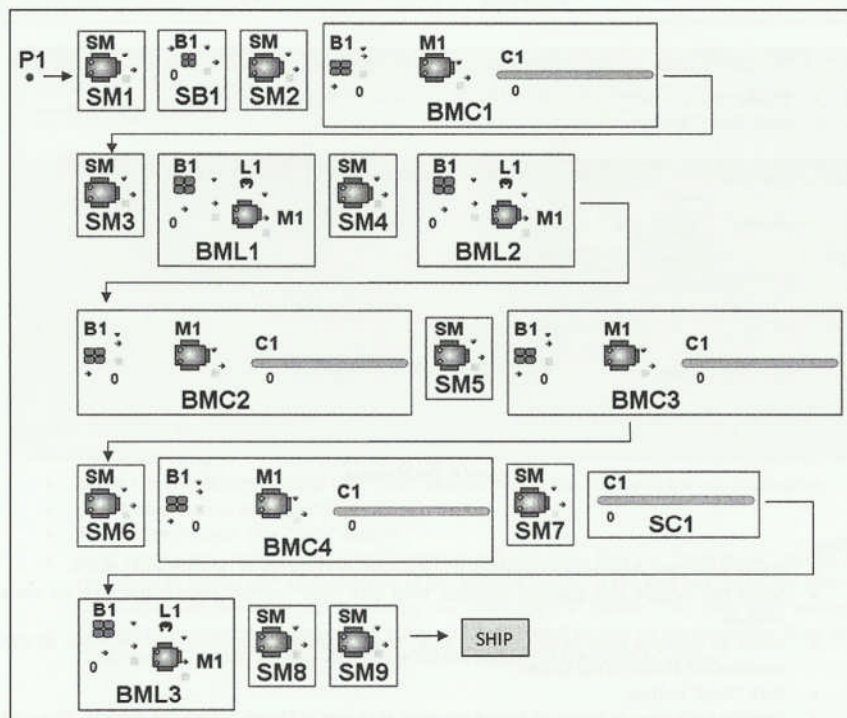 P1
SM
SM1
B1
0
SB1
SM
SM2
B1
0
M1
C1
0
BMC1
SM
SM3
B1
0
L1
M1
BML1
SM
SM4
B1
0
L1
M1
BML2
B1
0
M1
C1
0
BMC2
SM
SM5
B1
0
M1
C1
0
BMC3
SM
SM6
B1
0
M1
C1
0
BMC4
SM
SM7
C1
0
SC1
B1
0
L1
M1
BML3
SM
SM8
SM
SM9
SHIP